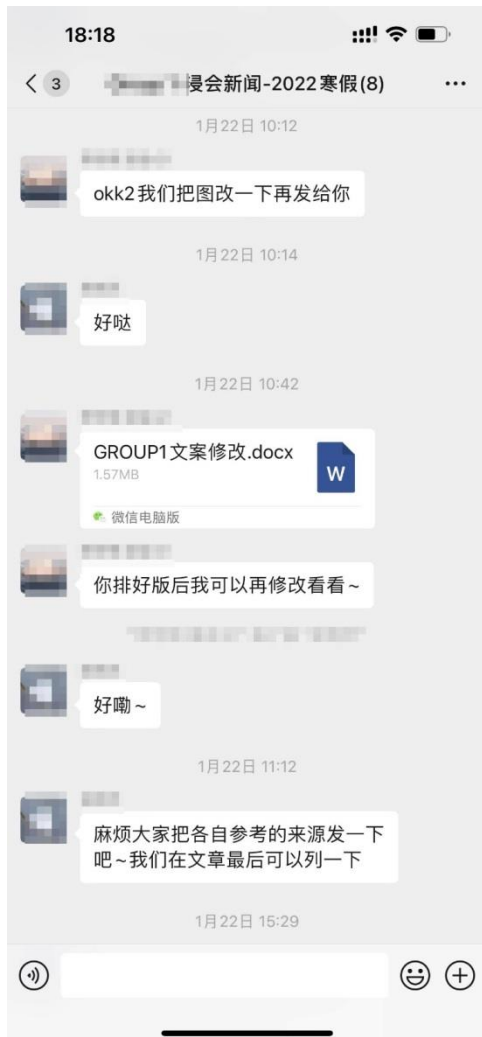 18:18
3
浸会新闻-2022寒假(8)
1月22日 10:12
okk2我们把图改一下再发给你
1月22日 10:14
好哒
1月22日 10:42
GROUP1文案修改.docx
1.57MB
W
微信电脑版
你排好版后我可以再修改看看~
好嘞~
1月22日 11:12
麻烦大家把各自参考的来源发一下
吧~我们在文章最后可以列一下
1月22日 15:29